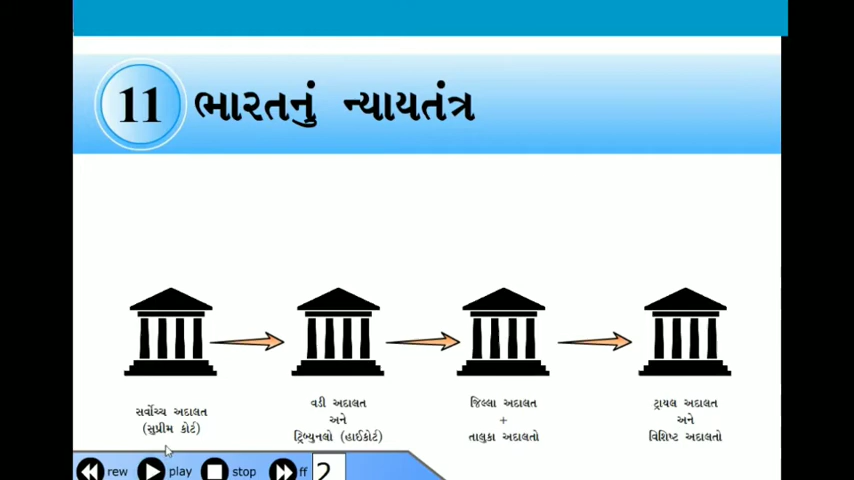 11 ભારતનું ન્યાયતંત્ર
સર્વોચ્ચ અદાલત
(સુપ્રીમ કોર્ટ)
વડી અદાલત
અને
ટ્રિબ્યુનલો (હાઈકોર્ટ)
જિલ્લા અદાલત
+
તાલુકા અદાલતો
ટ્રાયલ અદાલત
અને
વિશિષ્ટ અદાલતો
rew play stop ff 2